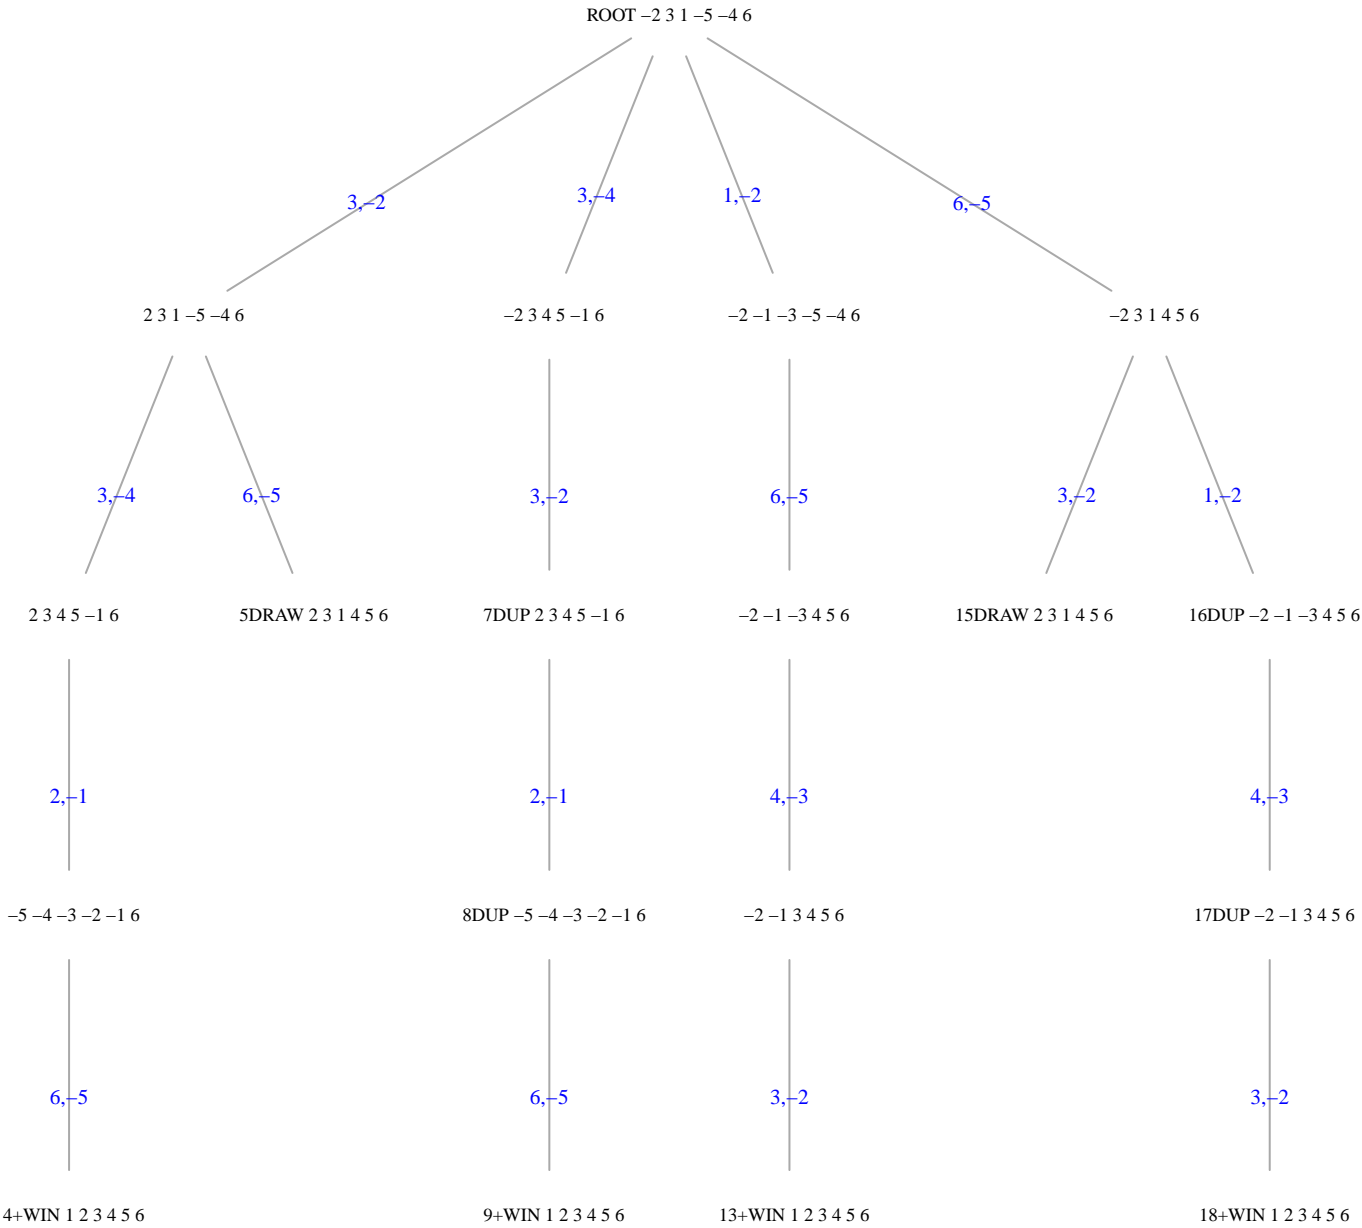 ROOT –2 3 1 –5 –4 6
3,–2
3,–4
1,–2
6,–5
2 3 1 –5 –4 6
–2 3 4 5 –1 6
–2 –1 –3 –5 –4 6
–2 3 1 4 5 6
3,–4
6,–5
3,–2
6,–5
3,–2
1,–2
2 3 4 5 –1 6
5DRAW 2 3 1 4 5 6
7DUP 2 3 4 5 –1 6
–2 –1 –3 4 5 6
15DRAW 2 3 1 4 5 6
16DUP –2 –1 –3 4 5 6
2,–1
2,–1
4,–3
4,–3
–5 –4 –3 –2 –1 6
8DUP –5 –4 –3 –2 –1 6
–2 –1 3 4 5 6
17DUP –2 –1 3 4 5 6
6,–5
6,–5
3,–2
3,–2
4+WIN 1 2 3 4 5 6
9+WIN 1 2 3 4 5 6
13+WIN 1 2 3 4 5 6
18+WIN 1 2 3 4 5 6